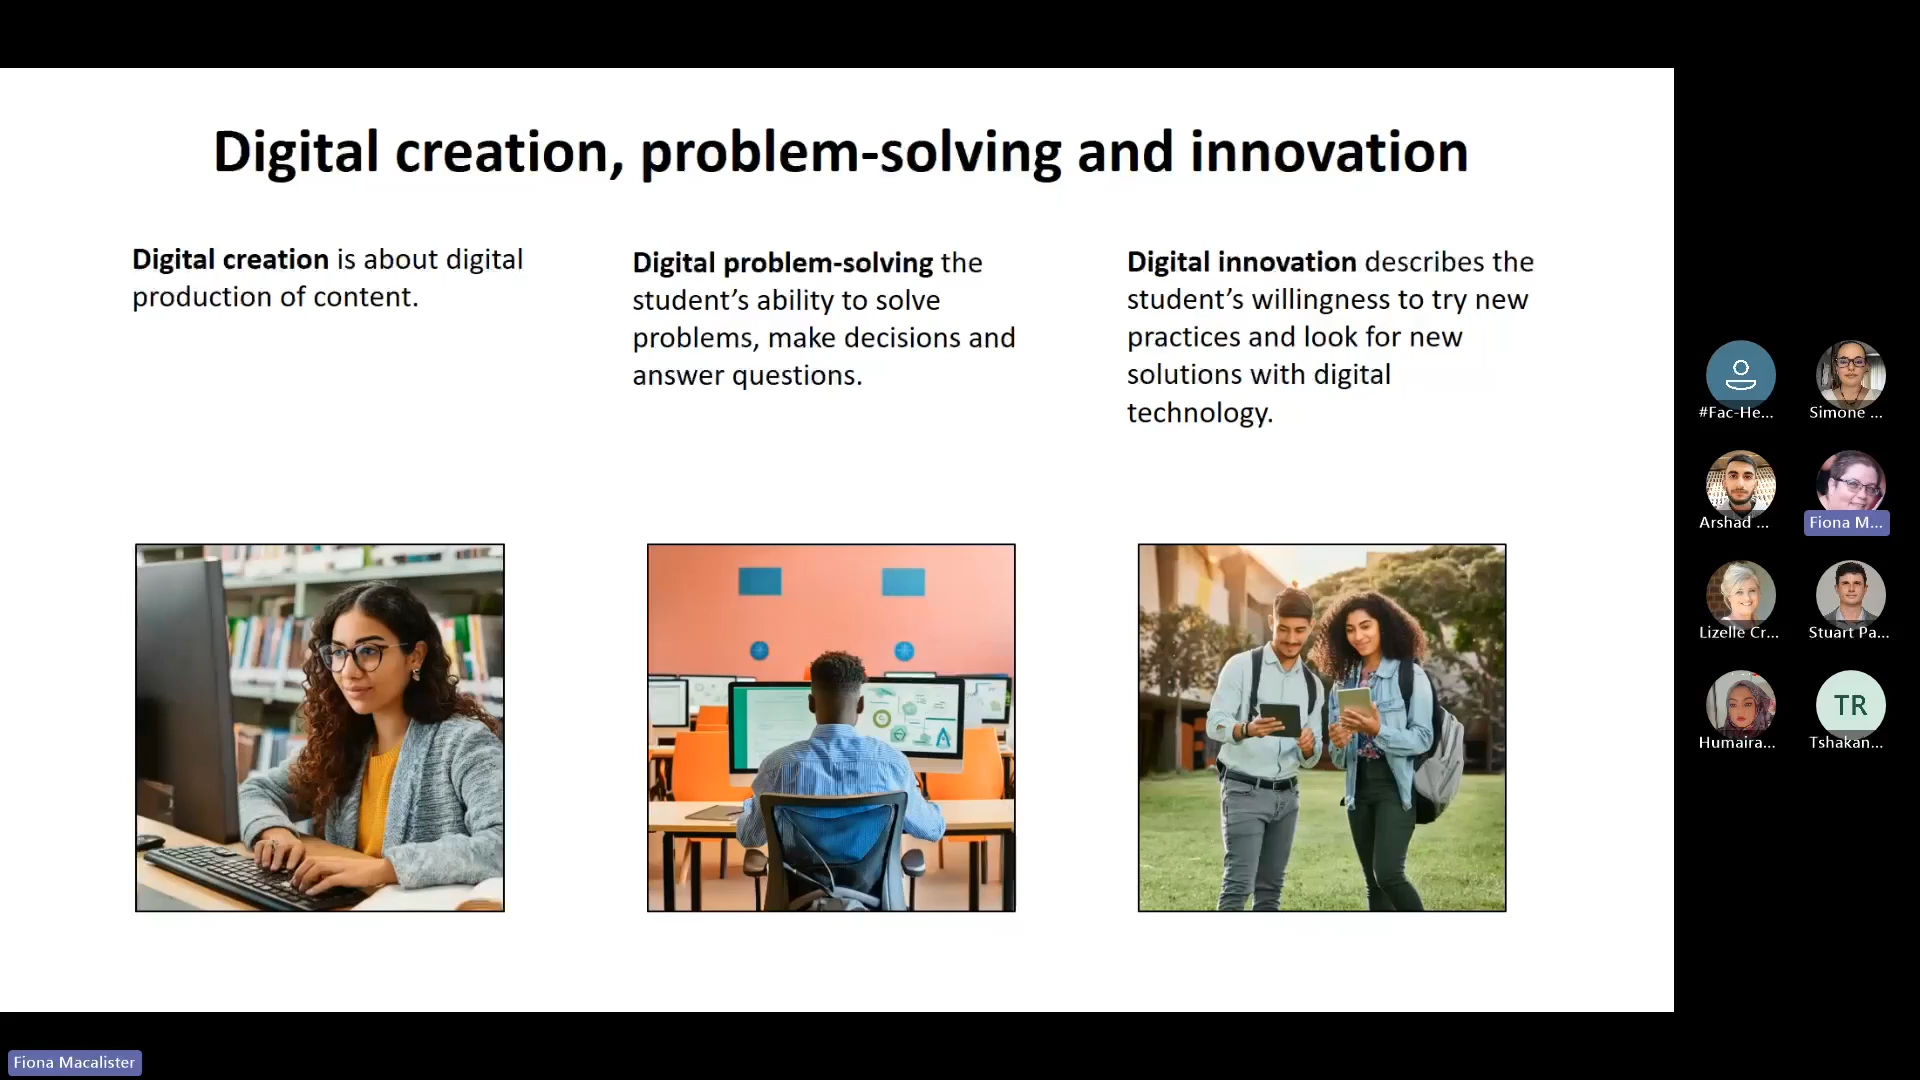 Digital creation, problem-solving and innovation
Digital creation is about digital
production of content.
Digital problem-solving the
student’s ability to solve
problems, make decisions and
answer questions.
Digital innovation describes the
student’s willingness to try new
practices and look for new
solutions with digital
technology.
#Fac-He...
Simone ...
Arshad ...
Fiona M...
Lizelle Cr...
Stuart Pa...
Humaira...
TR
Tshakan...
Fiona Macalister